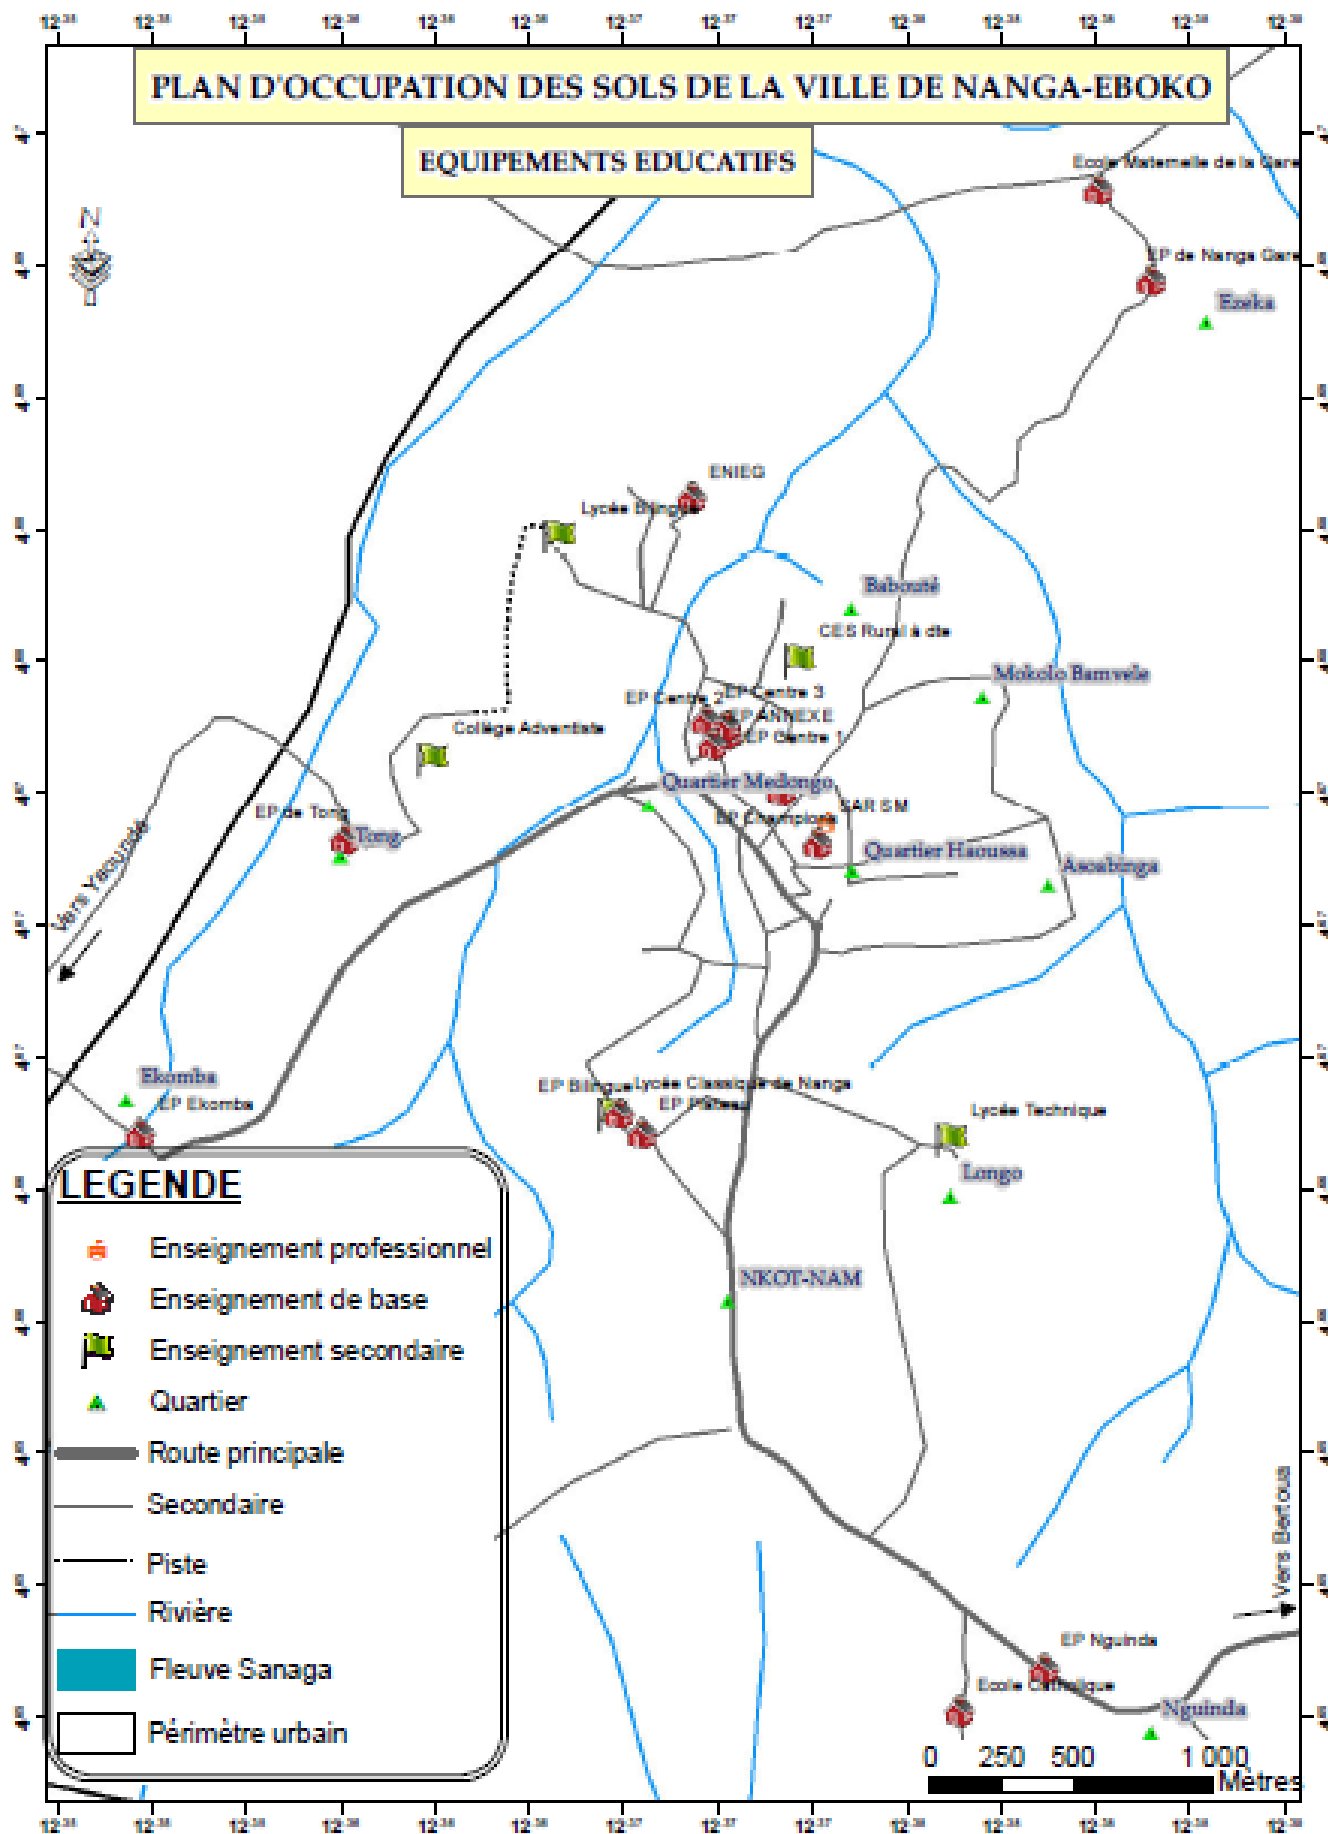 PLAN D'OCCUPATION DES SOLS DE LA VILLE DE NANGA-EBOKO
EQUIPEMENTS EDUCATIFS
N
Ecole Maternelle de la Gare
EP de Nanga Gare
Ezeka
ENIEG
Lycée Bilingue
Babouté
CES Rural à dte
Mokolo Bamvele
EP Centre 2
EP Centre 3
EP ANNEXE
EP Centre 1
Collège Adventiste
Quartier Medongo
EP de Tong
Tong
EP Champions
SAR SM
Quartier Haoussa
Asoabinga
Vers Yaoundé
Ekomba
EP Ekomba
EP Bilingue
Lycée Classique de Nanga
EP Plateau
Lycée Technique
Longo
NKOT-NAM
Vers Bertoua
EP Nguinda
Ecole Catholique
Nguinda
LEGENDE
Enseignement professionnel
Enseignement de base
Enseignement secondaire
Quartier
Route principale
Secondaire
Piste
Rivière
Fleuve Sanaga
Périmètre urbain
0 250 500 1 000
Mètres